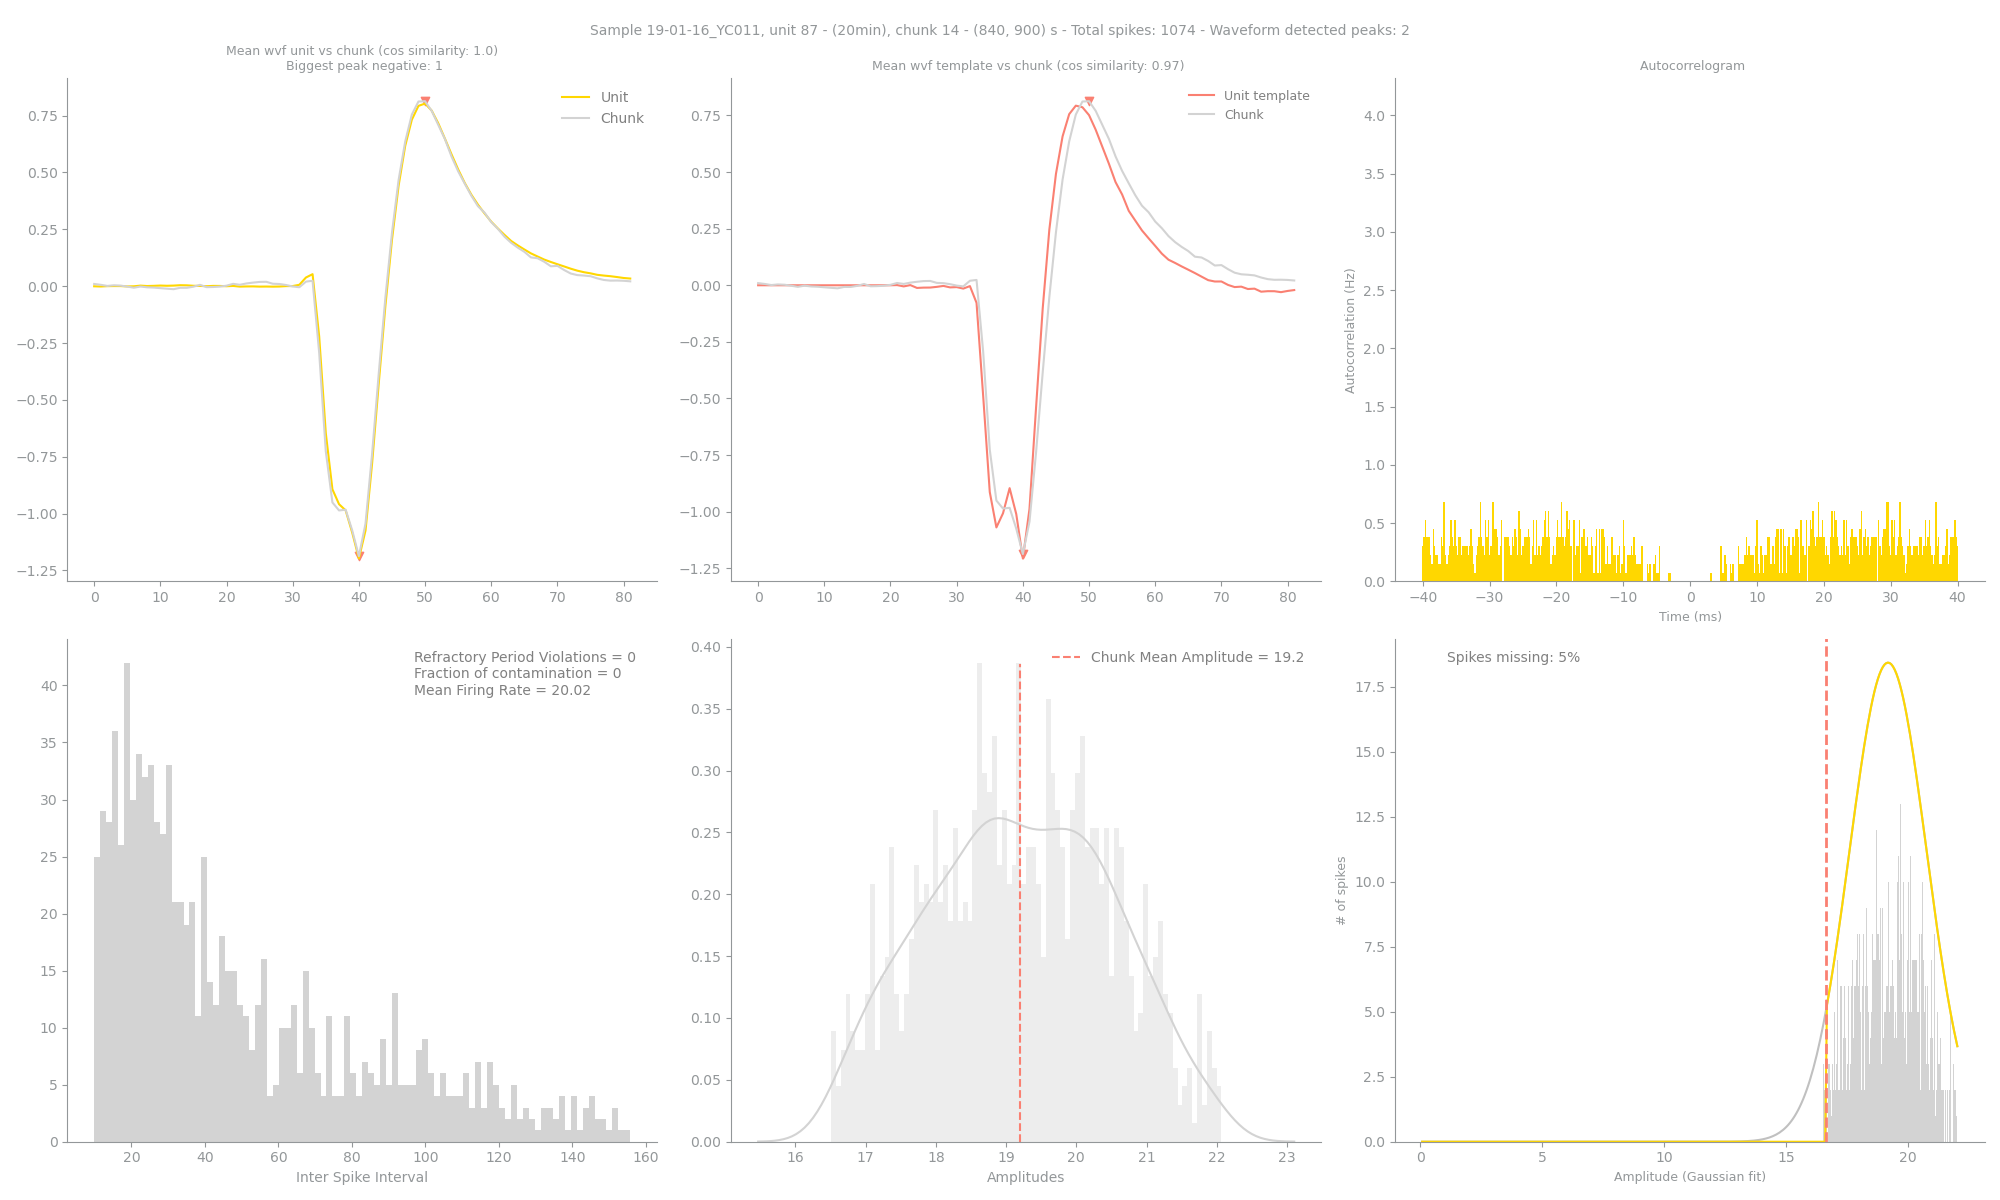 Sample 19-01-16_YC011, unit 87 - (20min), chunk 14 - (840, 900) s - Total spikes: 1074 - Waveform detected peaks: 2
Mean wvf unit vs chunk (cos similarity: 1.0)
Biggest peak negative: 1
Unit
Chunk
0.75
0.50
0.25
0.00
−0.25
−0.50
−0.75
−1.00
−1.25
0 10 20 30 40 50 60 70 80
Mean wvf template vs chunk (cos similarity: 0.97)
Unit template
Chunk
0.75
0.50
0.25
0.00
−0.25
−0.50
−0.75
−1.00
−1.25
0 10 20 30 40 50 60 70 80
Autocorrelogram
Autocorrelation (Hz)
4.0
3.5
3.0
2.5
2.0
1.5
1.0
0.5
0.0
−40 −30 −20 −10 0 10 20 30 40
Time (ms)
Refractory Period Violations = 0
Fraction of contamination = 0
Mean Firing Rate = 20.02
40
35
30
25
20
15
10
5
0
20 40 60 80 100 120 140 160
Inter Spike Interval
Chunk Mean Amplitude = 19.2
0.40
0.35
0.30
0.25
0.20
0.15
0.10
0.05
0.00
16 17 18 19 20 21 22 23
Amplitudes
Spikes missing: 5%
# of spikes
17.5
15.0
12.5
10.0
7.5
5.0
2.5
0.0
0 5 10 15 20
Amplitude (Gaussian fit)